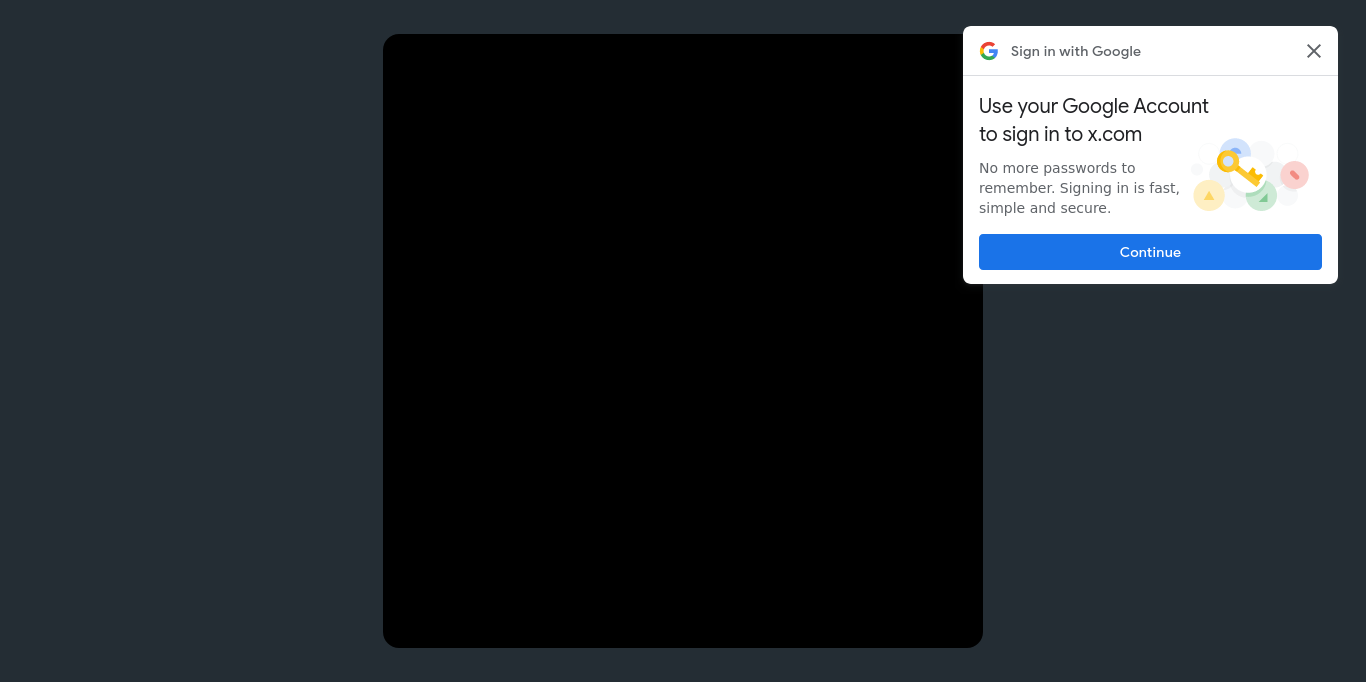 Sign in with Google
Use your Google Account
to sign in to x.com
No more passwords to
remember. Signing in is fast,
simple and secure.
Continue